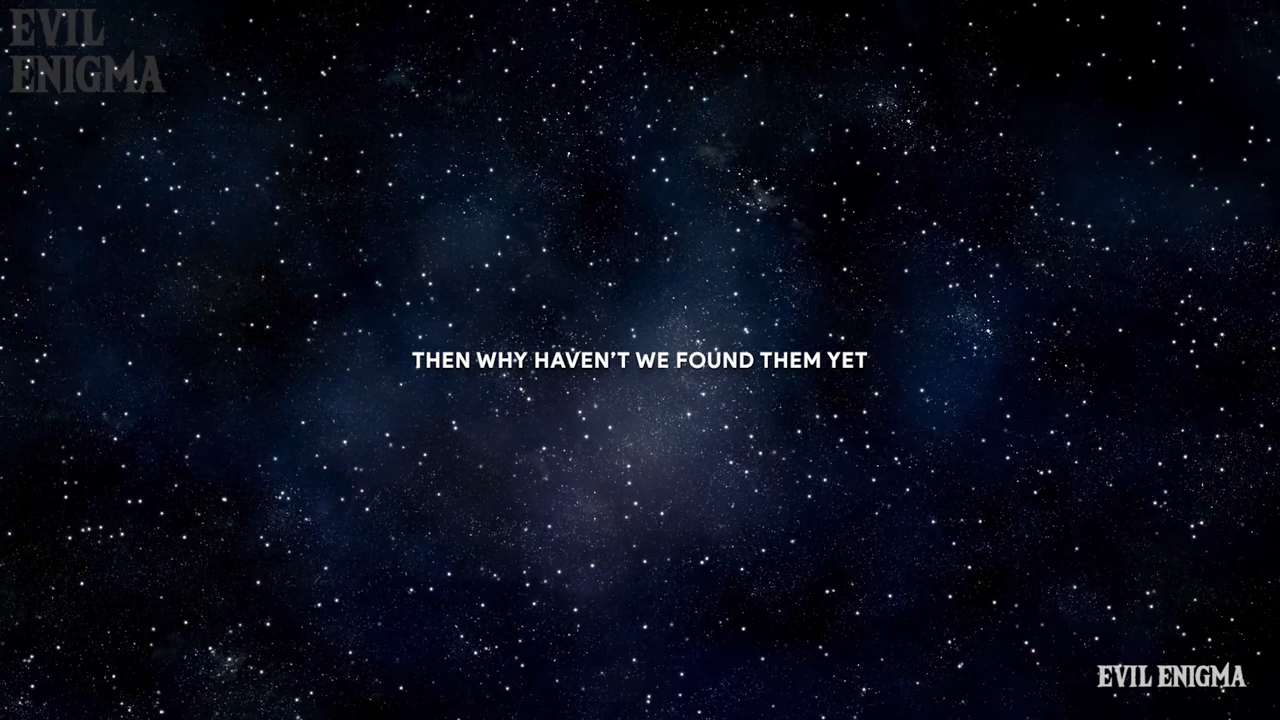 EVIL
ENIGMA
THEN WHY HAVEN’T WE FOUND THEM YET
EVIL ENIGMA